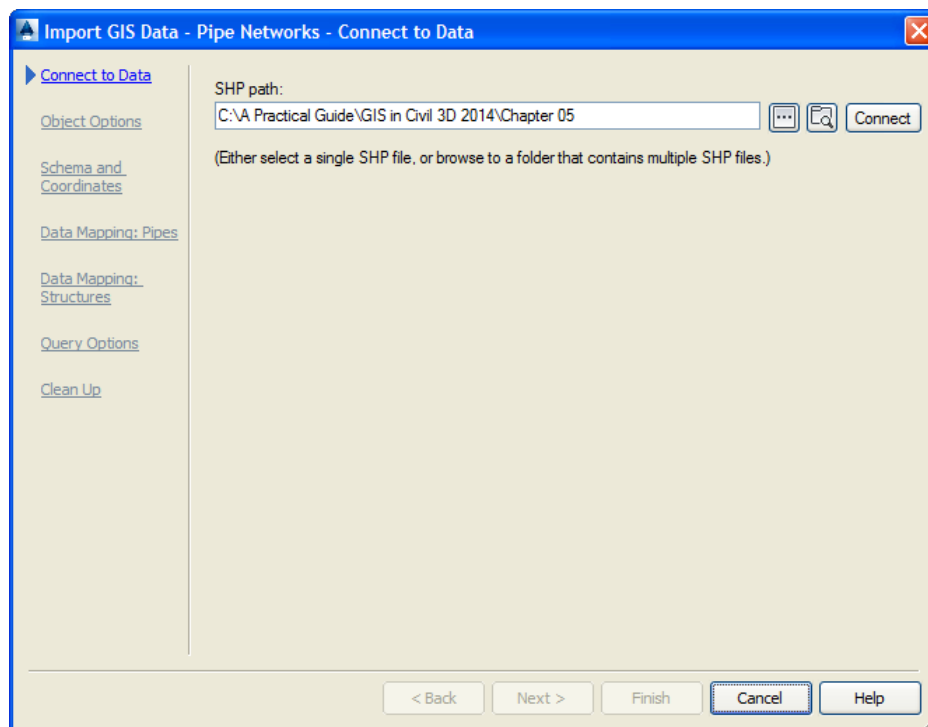 Import GIS Data - Pipe Networks - Connect to Data
Connect to Data
Object Options
Schema and
Coordinates
Data Mapping: Pipes
Data Mapping:
Structures
Query Options
Clean Up
SHP path:
C:\A Practical Guide\GIS in Civil 3D 2014\Chapter 05
...
Connect
(Either select a single SHP file, or browse to a folder that contains multiple SHP files.)
< Back
Next >
Finish
Cancel
Help